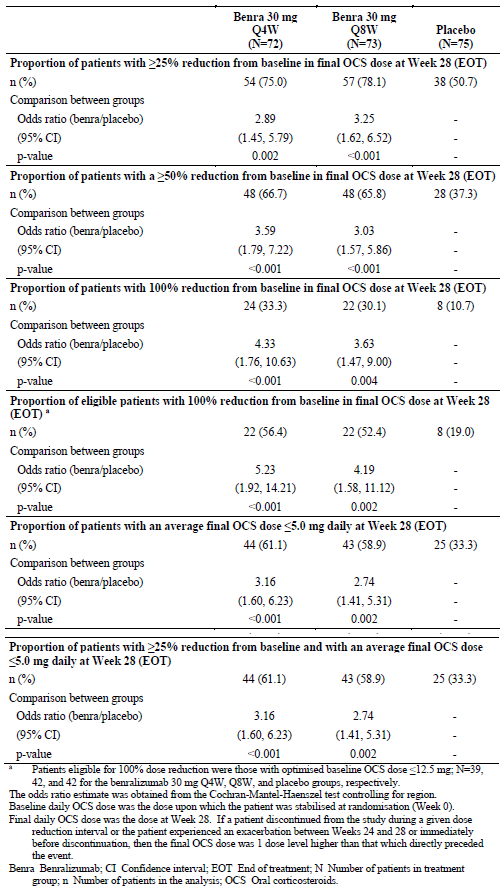 Benra 30 mg Q4W (N=72) Benra 30 mg Q8W (N=73) Placebo (N=75)
Proportion of patients with ≥25% reduction from baseline in final OCS dose at Week 28 (EOT)
n (%) 54 (75.0) 57 (78.1) 38 (50.7)
Comparison between groups
Odds ratio (benra/placebo) 2.89 3.25 -
(95% CI) (1.45, 5.79) (1.62, 6.52) -
p-value 0.002 <0.001 -
Proportion of patients with a ≥50% reduction from baseline in final OCS dose at Week 28 (EOT)
n (%) 48 (66.7) 48 (65.8) 28 (37.3)
Comparison between groups
Odds ratio (benra/placebo) 3.59 3.03 -
(95% CI) (1.79, 7.22) (1.57, 5.86) -
p-value <0.001 <0.001 -
Proportion of patients with 100% reduction from baseline in final OCS dose at Week 28 (EOT)
n (%) 24 (33.3) 22 (30.1) 8 (10.7)
Comparison between groups
Odds ratio (benra/placebo) 4.33 3.63 -
(95% CI) (1.76, 10.63) (1.47, 9.00) -
p-value <0.001 0.004 -
Proportion of eligible patients with 100% reduction from baseline in final OCS dose at Week 28
(EOT) a
n (%) 22 (56.4) 22 (52.4) 8 (19.0)
Comparison between groups
Odds ratio (benra/placebo) 5.23 4.19 -
(95% CI) (1.92, 14.21) (1.58, 11.12) -
p-value <0.001 0.002 -
Proportion of patients with an average final OCS dose ≤5.0 mg daily at Week 28 (EOT)
n (%) 44 (61.1) 43 (58.9) 25 (33.3)
Comparison between groups
Odds ratio (benra/placebo) 3.16 2.74 -
(95% CI) (1.60, 6.23) (1.41, 5.31) -
p-value <0.001 0.002 -
Proportion of patients with ≥25% reduction from baseline and with an average final OCS dose
≤5.0 mg daily at Week 28 (EOT)
n (%) 44 (61.1) 43 (58.9) 25 (33.3)
Comparison between groups
Odds ratio (benra/placebo) 3.16 2.74 -
(95% CI) (1.60, 6.23) (1.41, 5.31) -
p-value <0.001 0.002 -
a Patients eligible for 100% dose reduction were those with optimised baseline OCS dose ≤12.5 mg; N=39,
42, and 42 for the benralizumab 30 mg Q4W, Q8W, and placebo groups, respectively.
The odds ratio estimate was obtained from the Cochran-Mantel-Haenszel test controlling for region.
Baseline daily OCS dose was the dose upon which the patient was stabilised at randomisation (Week 0).
Final daily OCS dose was the dose at Week 28. If a patient discontinued from the study during a given dose
reduction interval or the patient experienced an exacerbation between Weeks 24 and 28 or immediately
before discontinuation, then the final OCS dose was 1 dose level higher than that which directly preceded
the event.
Benra Benralizumab; CI Confidence interval; EOT End of treatment; N Number of patients in treatment
group; n Number of patients in the analysis; OCS Oral corticosteroids.